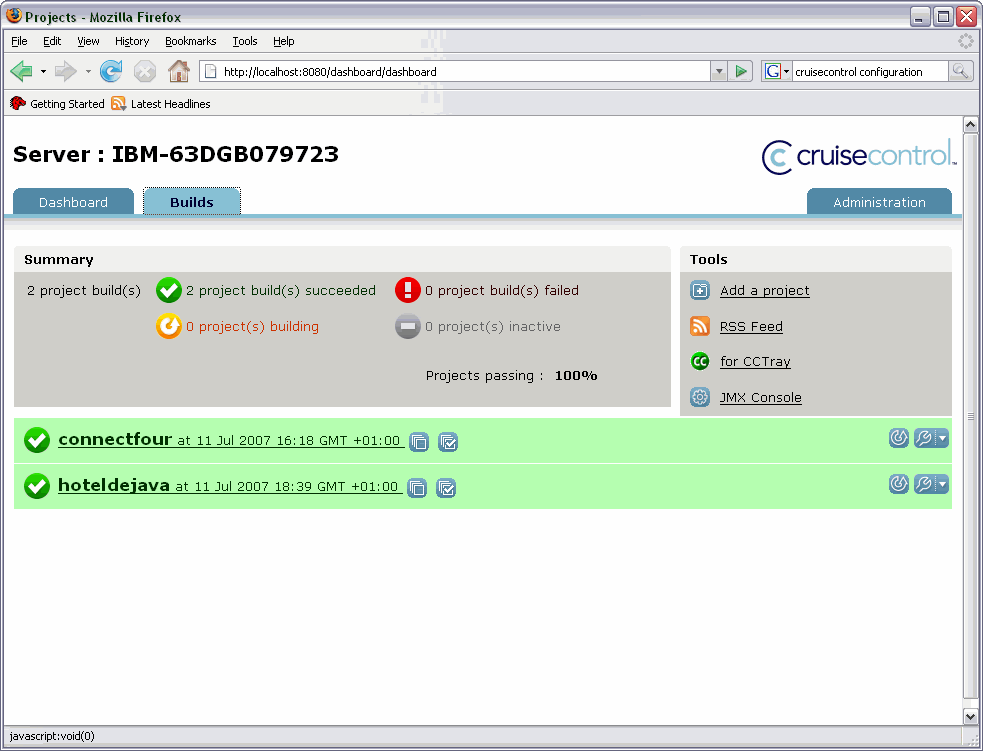 Projects - Mozilla Firefox
File Edit View History Bookmarks Tools Help
http://localhost:8080/dashboard/dashboard
G
cruisecontrol configuration
Getting Started Latest Headlines
Server : IBM-63DGB079723
cruisecontrol
Dashboard Builds Administration
Summary
2 project build(s) 2 project build(s) succeeded 0 project build(s) failed
0 project(s) building 0 project(s) inactive
Projects passing : 100%
Tools
Add a project
RSS Feed
CC for CCTray
JMX Console
connectfour at 11 Jul 2007 16:18 GMT +01:00
hoteldejava at 11 Jul 2007 18:39 GMT +01:00
javascript:void(0)